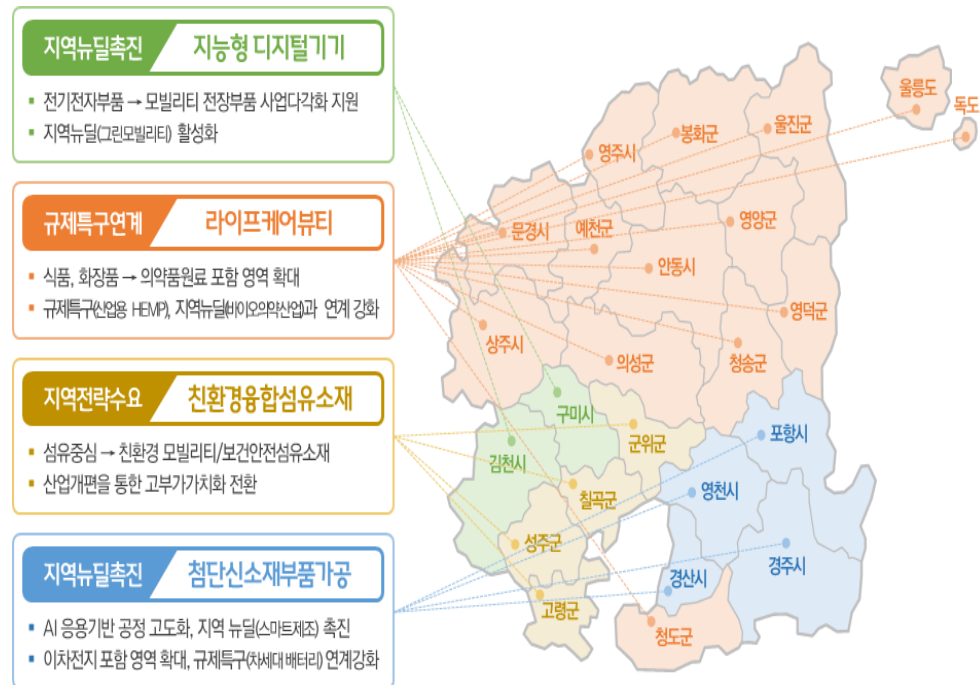 지역뉴딜촉진 지능형 디지털기기
▪ 전기전자부품 → 모빌리티 전장부품 사업다각화 지원
▪ 지역뉴딜(그린모빌리티) 활성화
규제특구연계 라이프케어뷰티
▪ 식품, 화장품 → 의약품원료 포함 영역 확대
▪ 규제특구(산업용 HEMP), 지역뉴딜(바이오의약산업)과 연계 강화
지역전략수요 친환경융합섬유소재
▪ 섬유중심 → 친환경 모빌리티/보건안전섬유소재
▪ 산업개편을 통한 고부가가치화 전환
지역뉴딜촉진 첨단신소재부품가공
▪ AI 응용기반 공정 고도화, 지역 뉴딜(스마트제조) 촉진
▪ 이차전지 포함 영역 확대, 규제특구(차세대 배터리) 연계강화
울릉도
독도
울진군
봉화군
영주시
문경시
예천군
영양군
안동시
영덕군
상주시
의성군
청송군
구미시
김천시
군위군
포항시
칠곡군
영천시
성주군
경주시
경산시
고령군
청도군